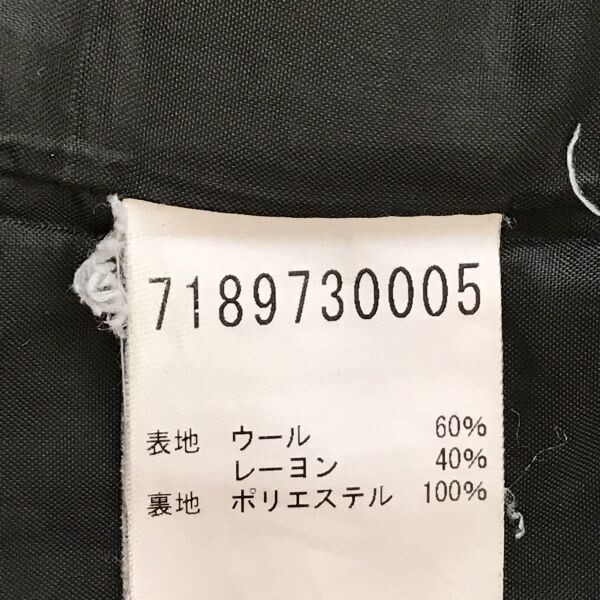 7189730005
表地 ウール 60%
レーヨン 40%
裏地 ポリエステル 100%